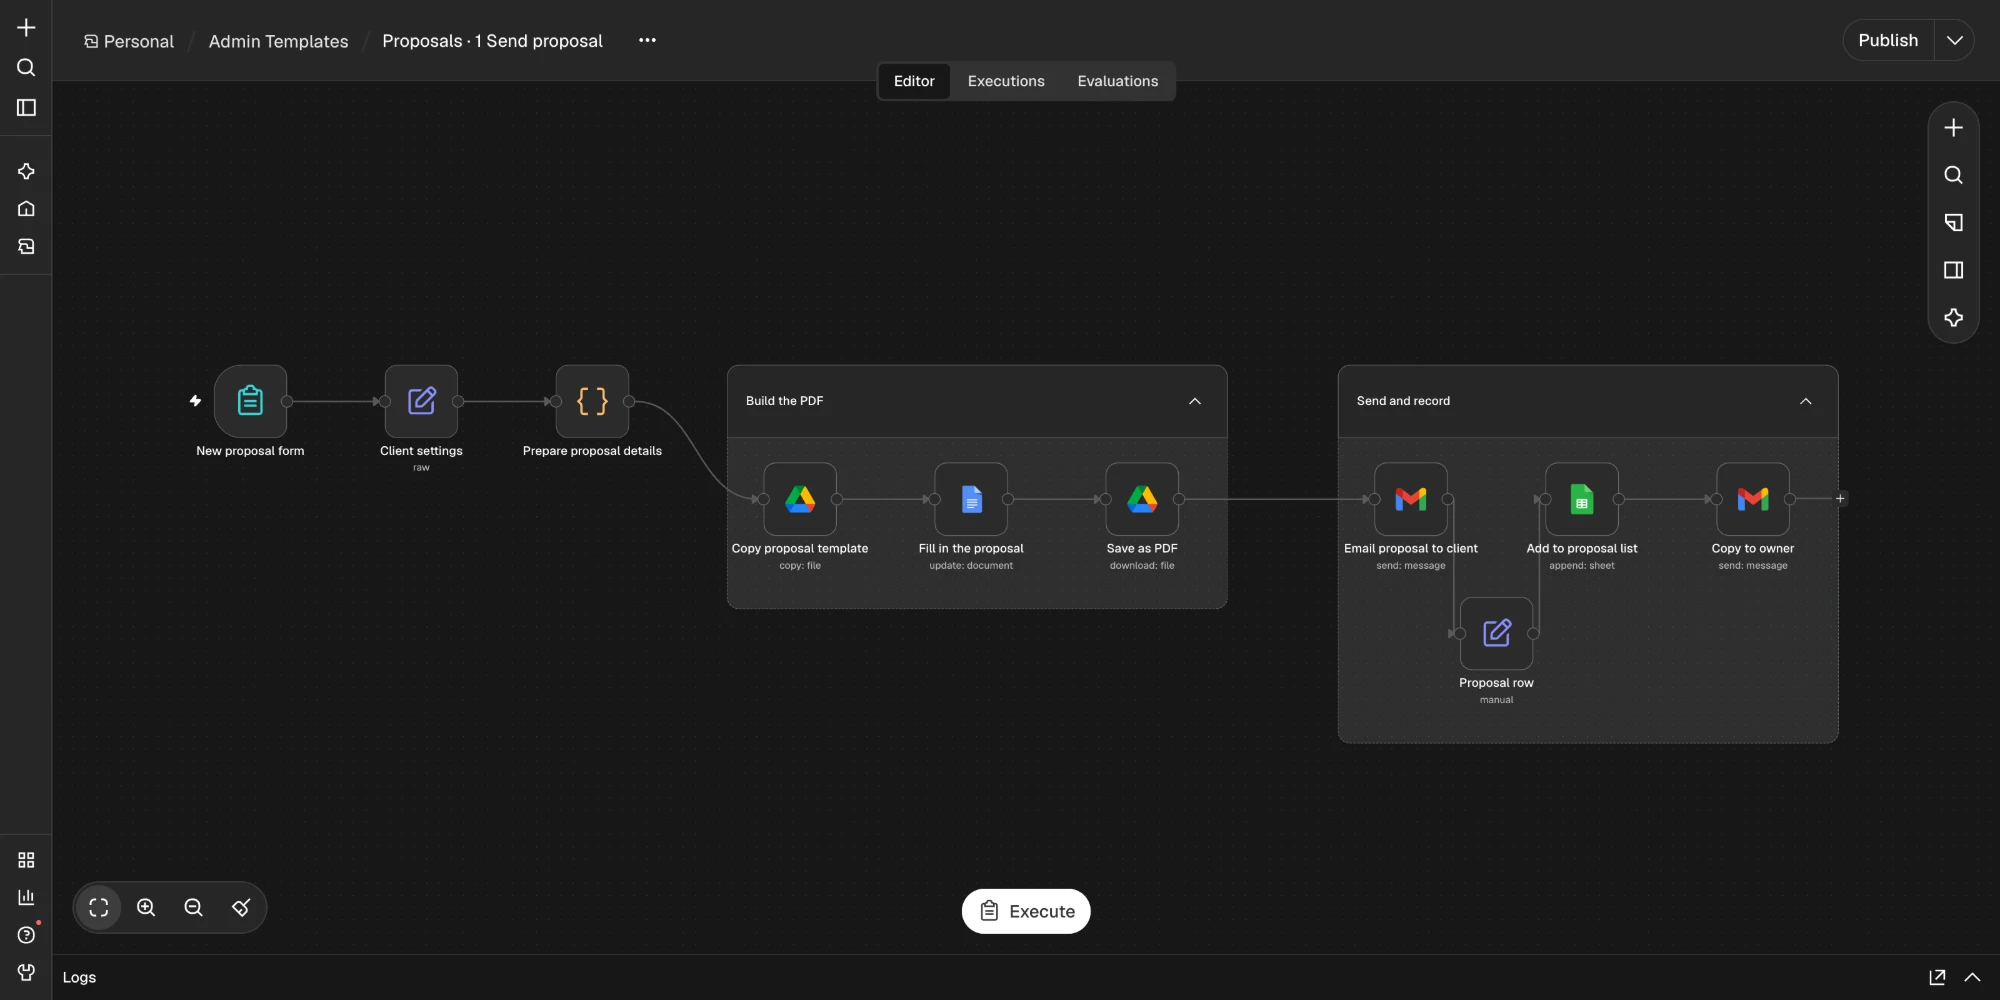 Personal / Admin Templates / Proposals · 1 Send proposal
Publish
Editor
Executions
Evaluations
New proposal form
Client settings
raw
Prepare proposal details
Build the PDF
Copy proposal template
copy: file
Fill in the proposal
update: document
Save as PDF
download: file
Send and record
Email proposal to client
send: message
Add to proposal list
append: sheet
Copy to owner
send: message
Proposal row
manual
Execute
Logs